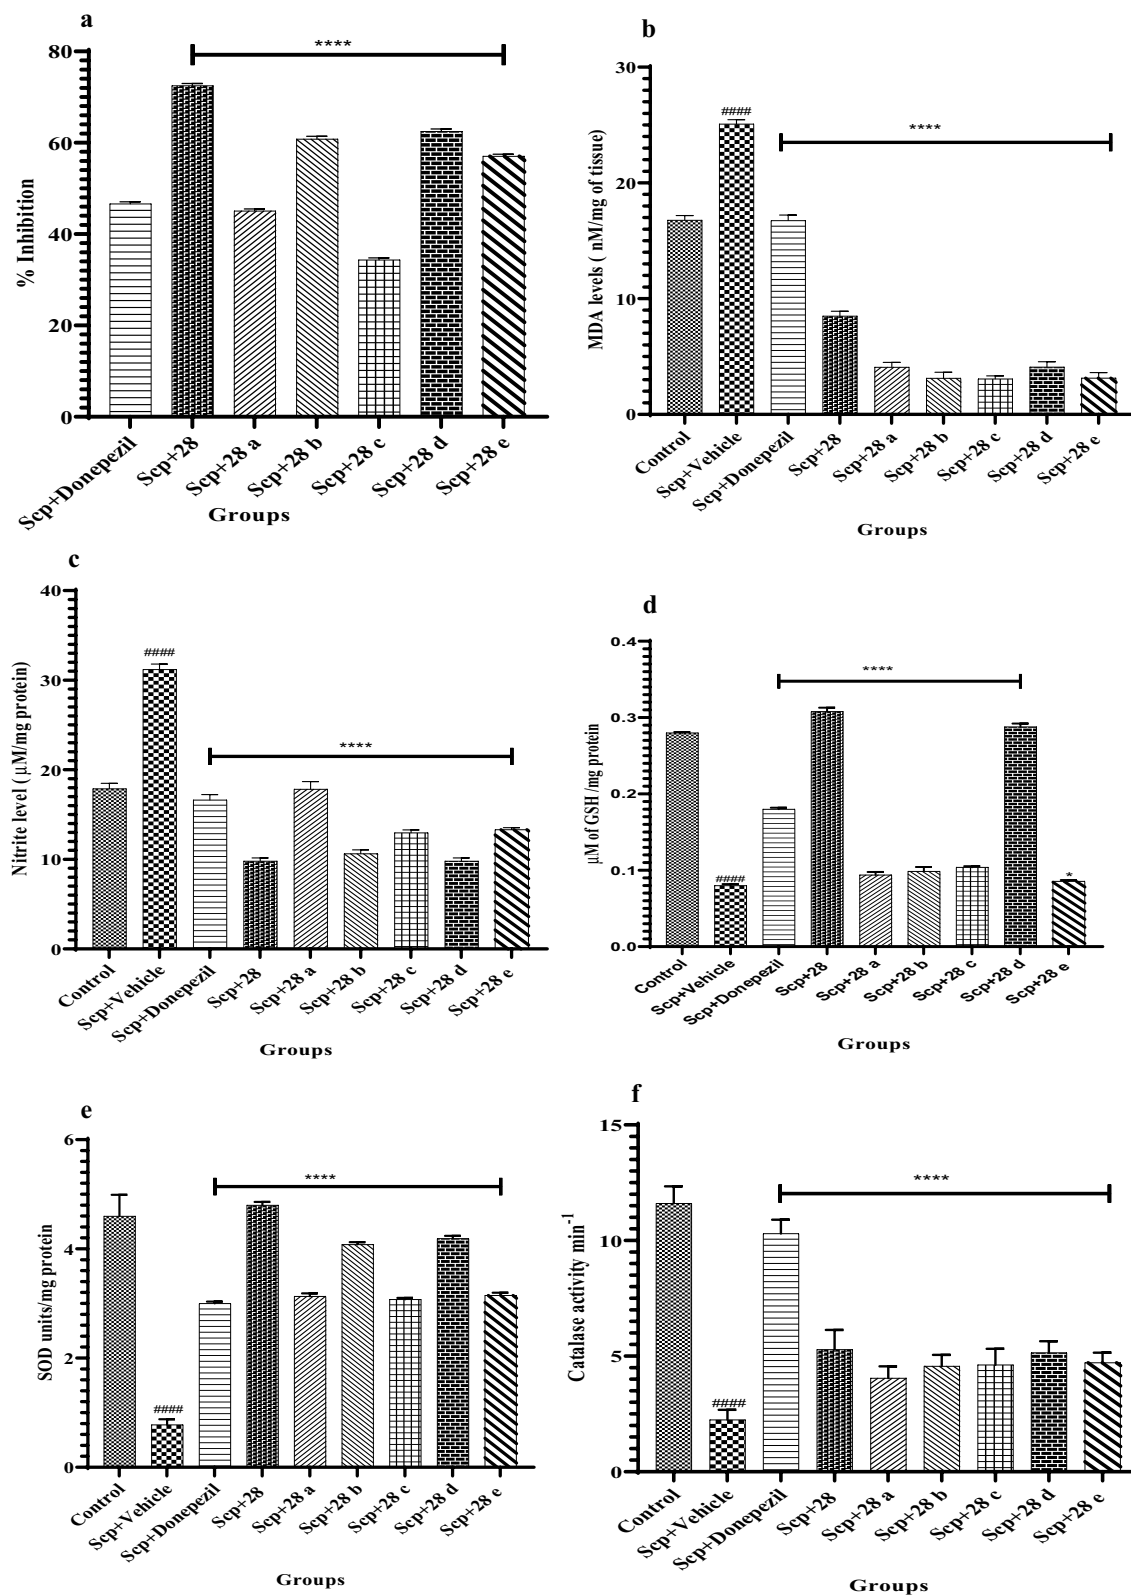 a
****
80
60
40
20
0
% Inhibition
Scp+Donepezil
Scp+28
Scp+28 a
Scp+28 b
Scp+28 c
Scp+28 d
Scp+28 e
Groups
b
####
****
30
20
10
0
MDA levels ( nM/mg of tissue)
Control
Scp+Vehicle
Scp+Donepezil
Scp+28
Scp+28 a
Scp+28 b
Scp+28 c
Scp+28 d
Scp+28 e
Groups
c
####
****
40
30
20
10
0
Nitrite level ( µM/mg protein)
Control
Scp+Vehicle
Scp+Donepezil
Scp+28
Scp+28 a
Scp+28 b
Scp+28 c
Scp+28 d
Scp+28 e
Groups
d
****
####
*
0.4
0.3
0.2
0.1
0.0
µM of GSH /mg protein
Control
Scp+Vehicle
Scp+Donepezil
Scp+28
Scp+28 a
Scp+28 b
Scp+28 c
Scp+28 d
Scp+28 e
Groups
e
****
####
6
4
2
0
SOD units/mg protein
Control
Scp+Vehicle
Scp+Donepezil
Scp+28
Scp+28 a
Scp+28 b
Scp+28 c
Scp+28 d
Scp+28 e
Groups
f
****
####
15
10
5
0
Catalase activity min⁻¹
Control
Scp+Vehicle
Scp+Donepezil
Scp+28
Scp+28 a
Scp+28 b
Scp+28 c
Scp+28 d
Scp+28 e
Groups